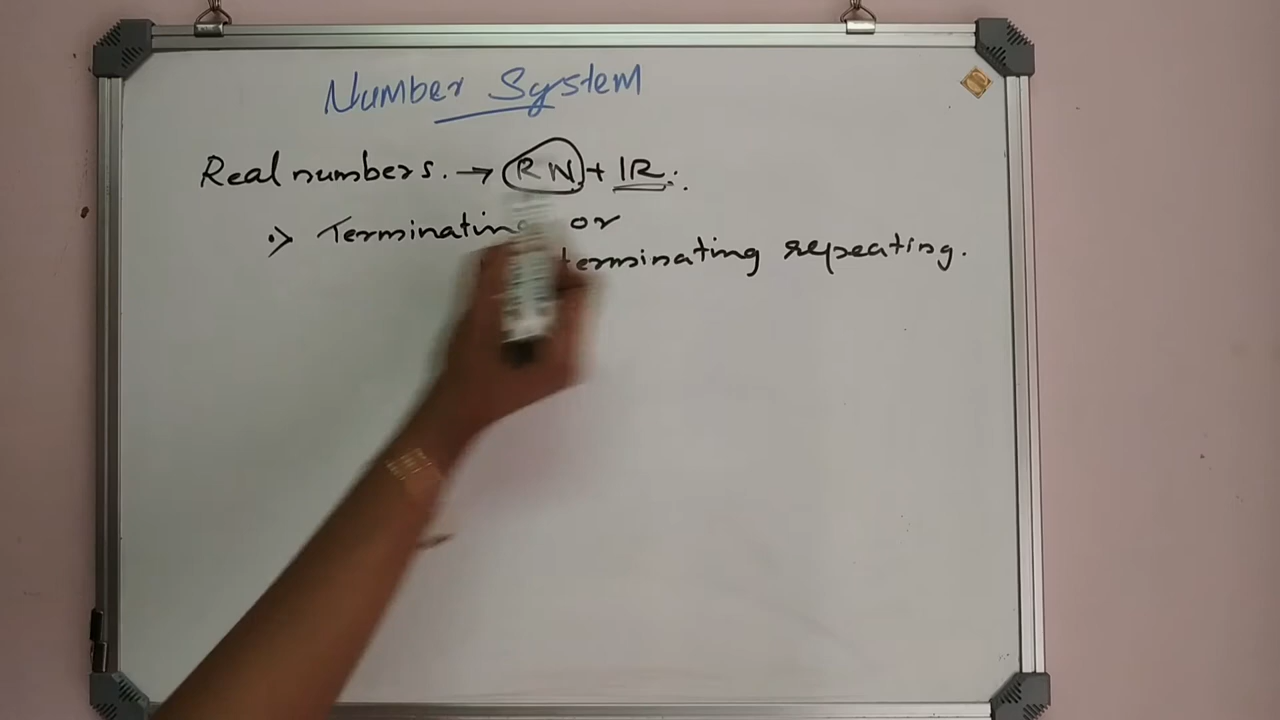 Number System
Real numbers. → RN + IR.
Terminating or
terminating repeating.